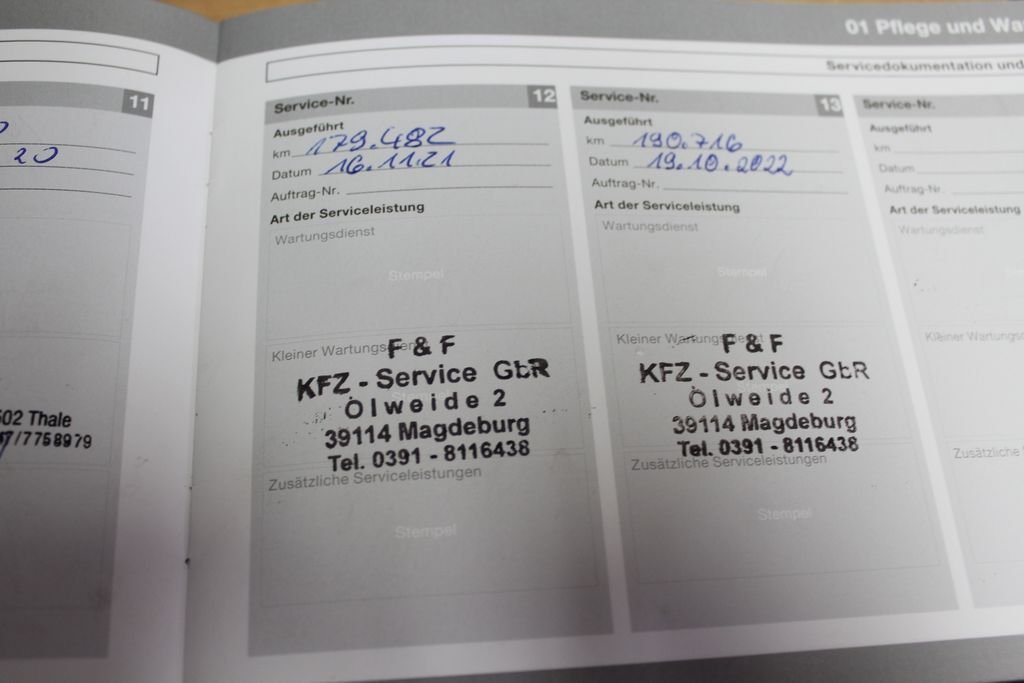 01 Pflege und
Servicedokumentation und
11
20
Thale
/7758979
Service-Nr. 12
Ausgeführt
km 179.482
Datum 16.11.21
Auftrag-Nr.
Art der Serviceleistung
Wartungsdienst
Stempel
Kleiner Wartungsdienst
F & F
KFZ - Service GbR
Ölweide 2
39114 Magdeburg
Tel. 0391 - 8116438
Zusätzliche Serviceleistungen
Stempel
Service-Nr. 13
Ausgeführt
km 190.716
Datum 19.10.2022
Auftrag-Nr.
Art der Serviceleistung
Wartungsdienst
Stempel
Kleiner Wartungsdienst
F & F
KFZ - Service GbR
Ölweide 2
39114 Magdeburg
Tel. 0391 - 8116438
Zusätzliche Serviceleistungen
Stempel
Service-Nr.
Ausgeführt
km
Datum
Auftrag-Nr.
Art der Serviceleistung
Wartungsdienst
Kleiner
Zusätzliche